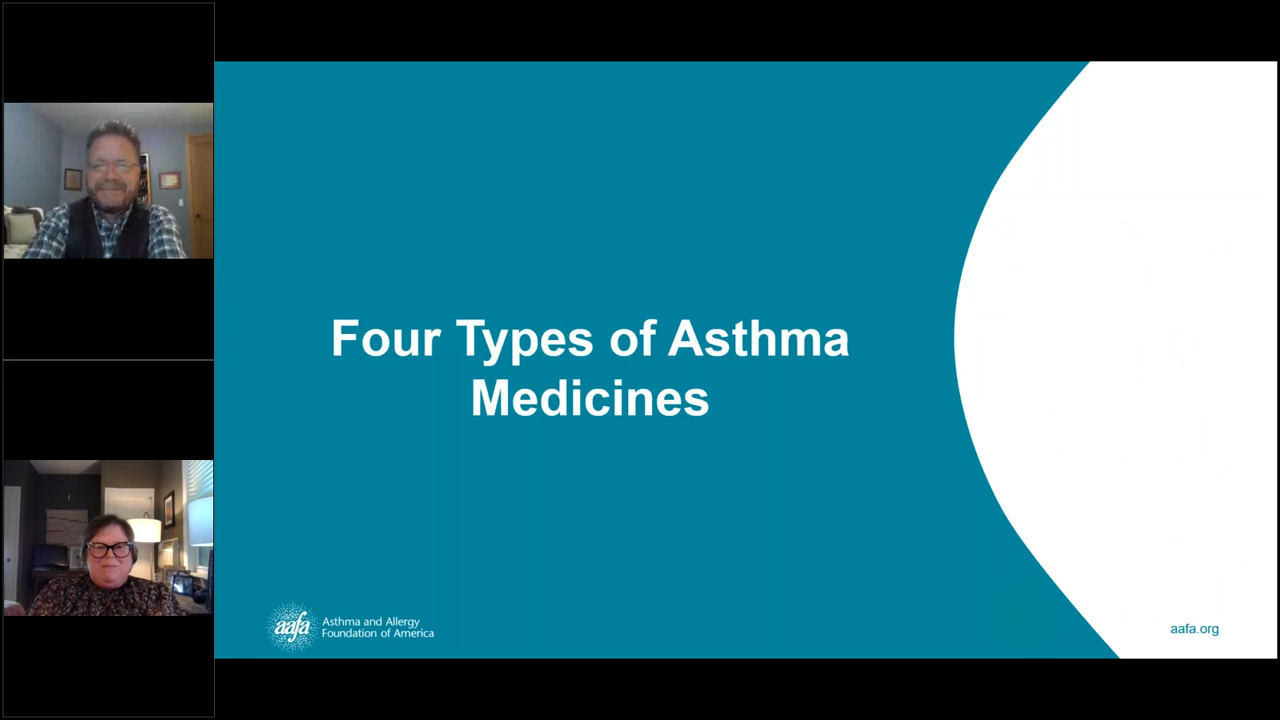 Four Types of Asthma
Medicines
aafa
Asthma and Allergy
Foundation of America
aafa.org